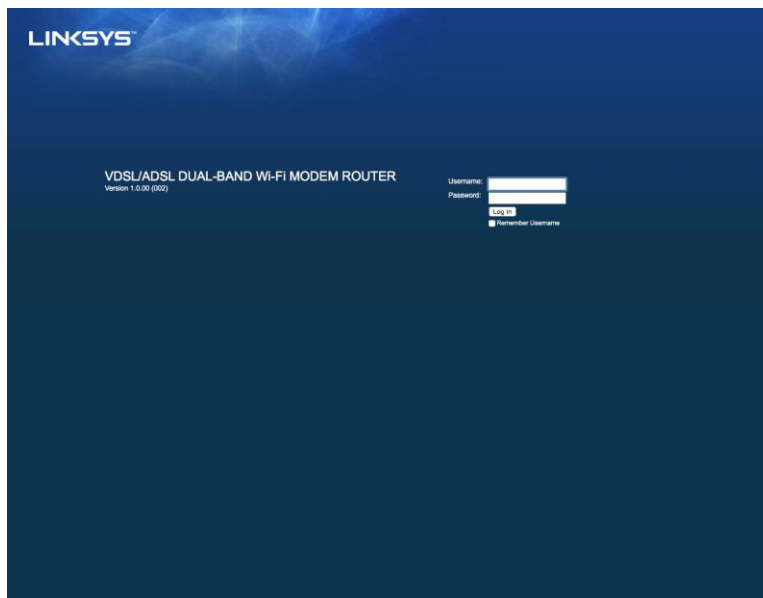 LINKSYS™
VDSL/ADSL DUAL-BAND Wi-Fi MODEM ROUTER
Version 1.0.00 (002)
Username:
Password:
Log in
Remember Username